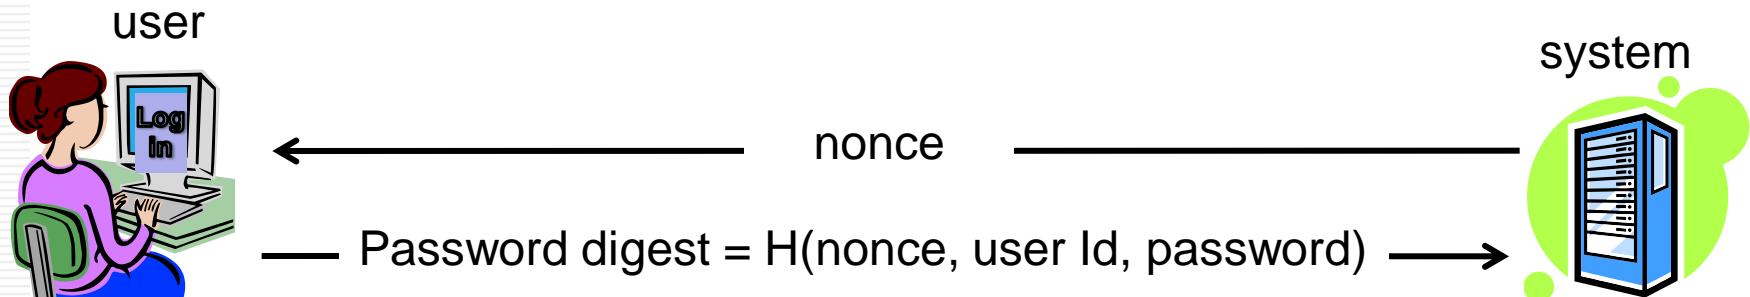 user
system
Log
in
nonce
Password digest = H(nonce, user Id, password)